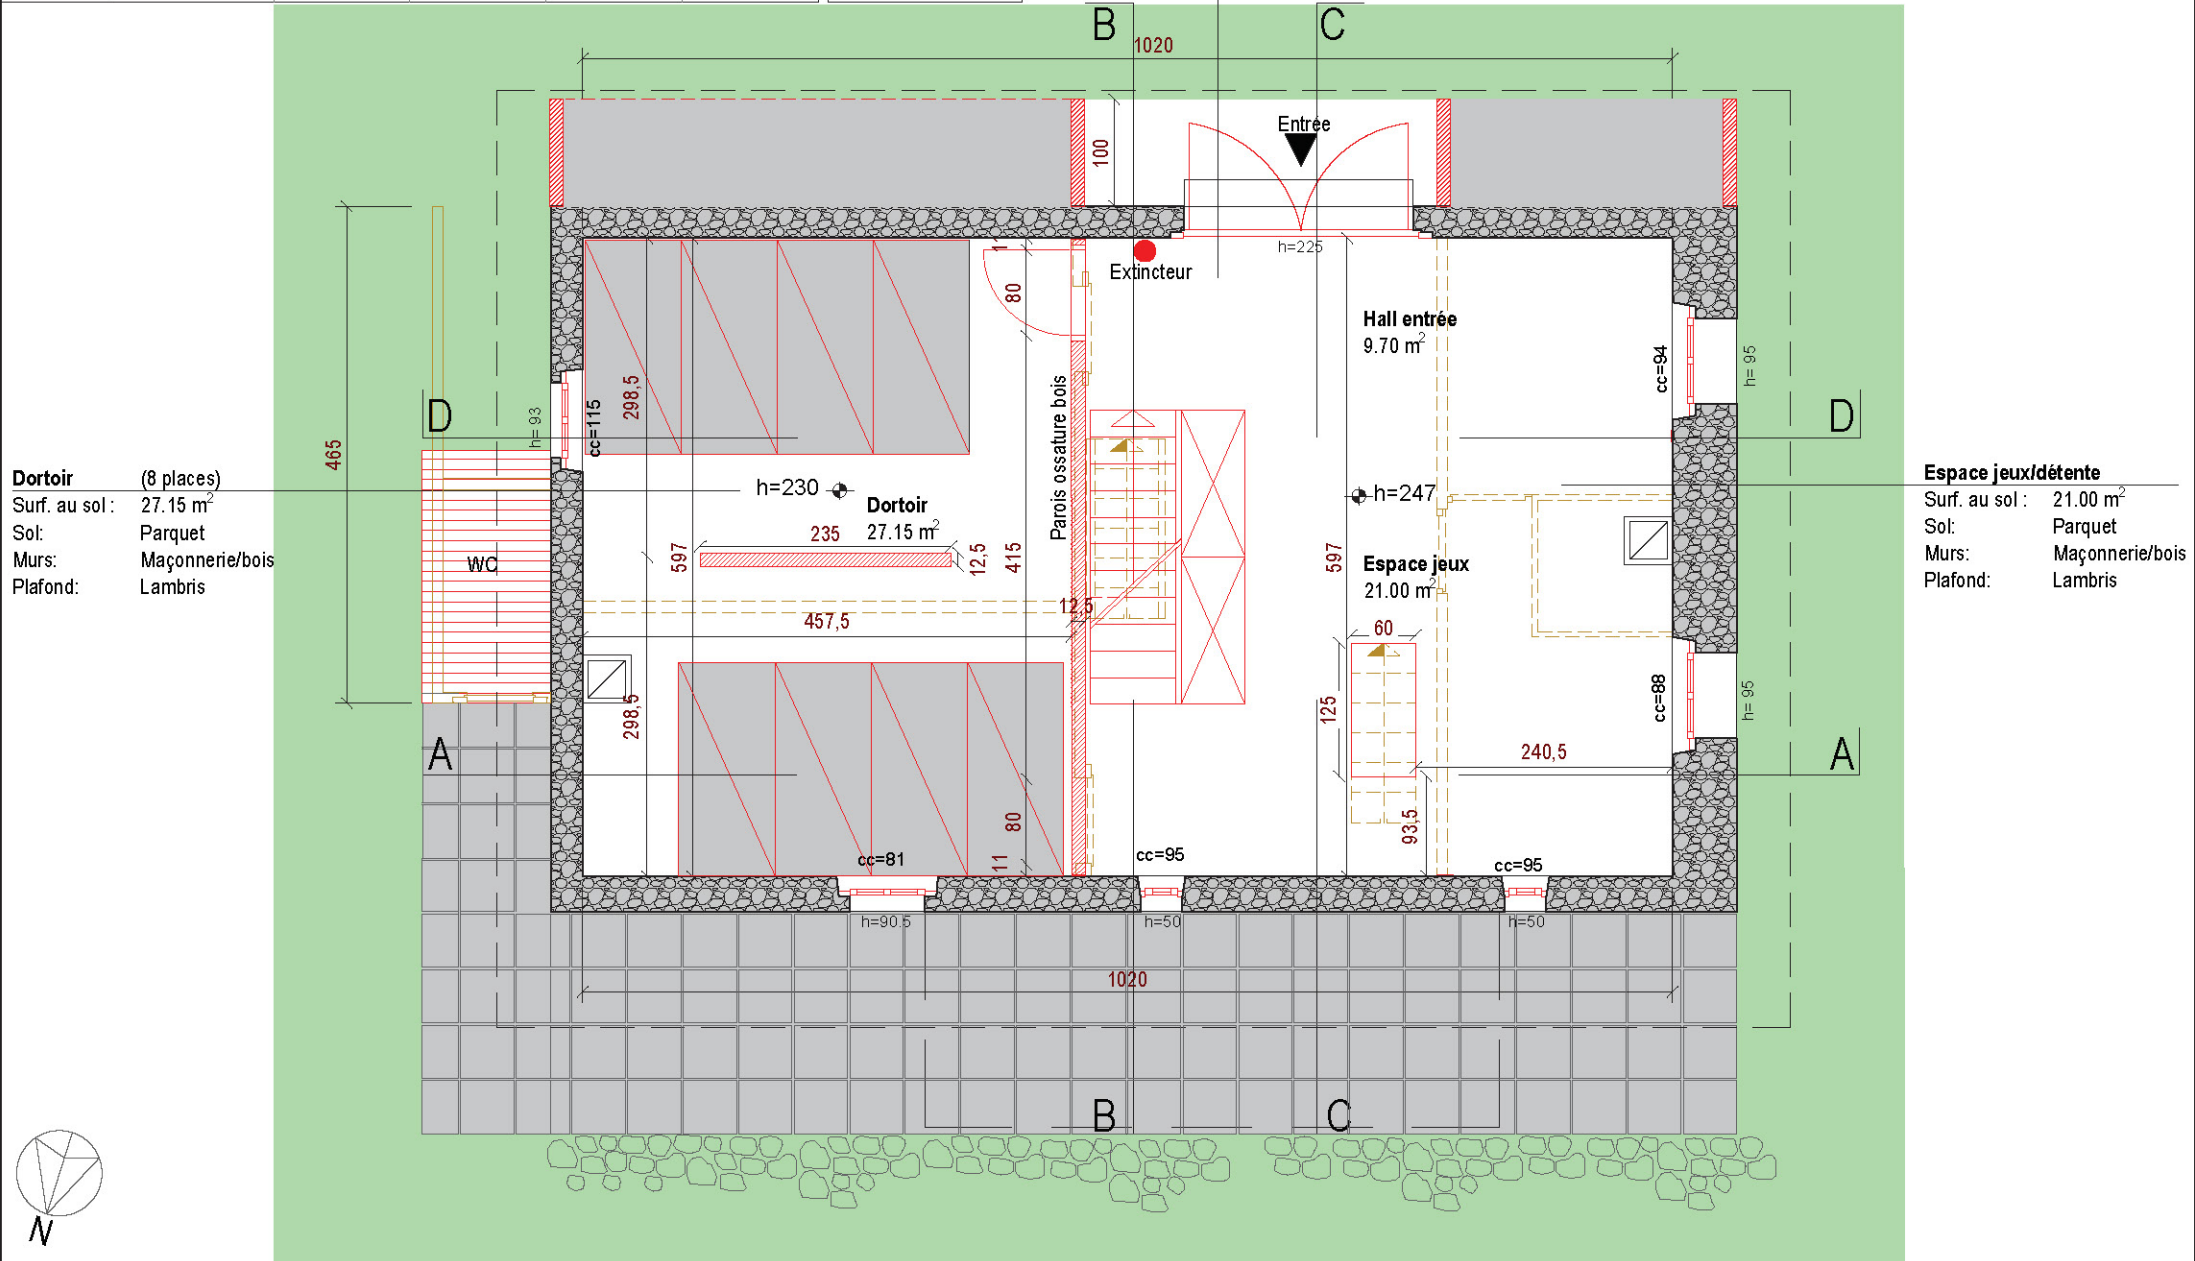 B
C
1020
Entrée
100
h=225
Extincteur
11
80
Hall entrée
9.70 m²
cc=94
h= 95
298,5
cc=115
h= 93
Parois ossature bois
D
D
465
Dortoir (8 places)
Surf. au sol : 27.15 m²
Sol: Parquet
Murs: Maçonnerie/bois
Plafond: Lambris
h=230
Dortoir
27.15 m²
h=247
Espace jeux/détente
Surf. au sol : 21.00 m²
Sol: Parquet
Murs: Maçonnerie/bois
Plafond: Lambris
WC
235
597
12,5
415
597
Espace jeux
21.00 m²
12,5
457,5
60
298,5
125
cc=88
h= 95
A
240,5
A
80
93,5
11
cc=81
cc=95
cc=95
h=90.5
h=50
h=50
1020
B
C
N